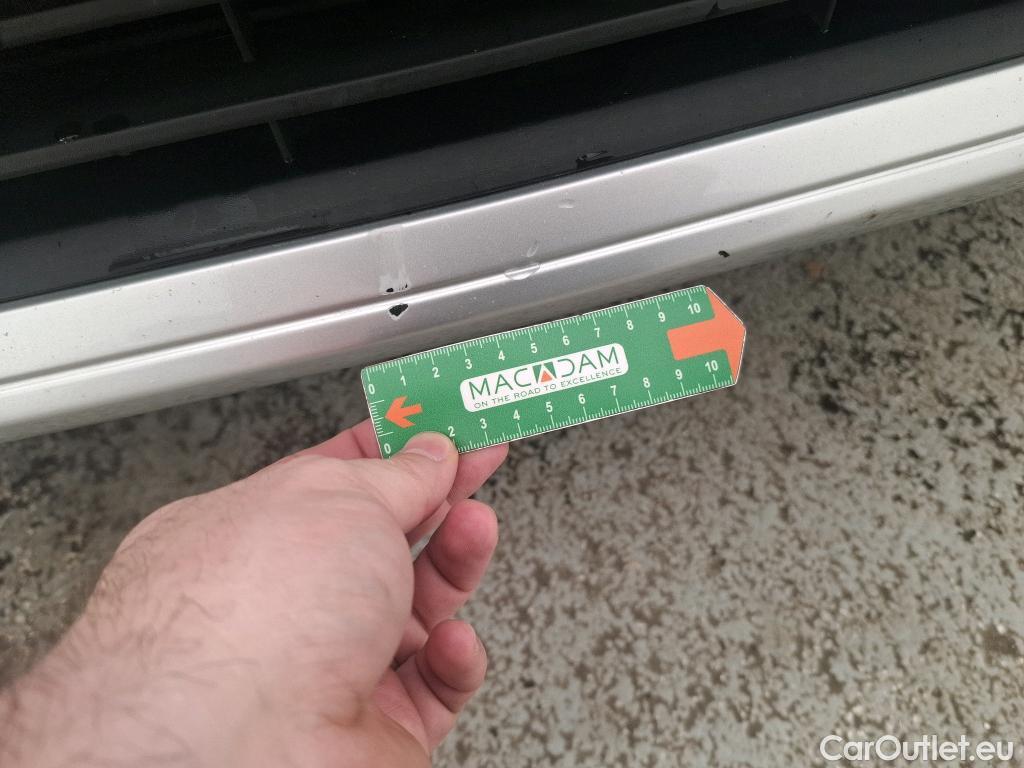 0 1 2 3 4 5 6 7 8 9 10
MACADAM
ON THE ROAD TO EXCELLENCE
0 2 3 4 5 6 7 8 9 10
CarOutlet.eu